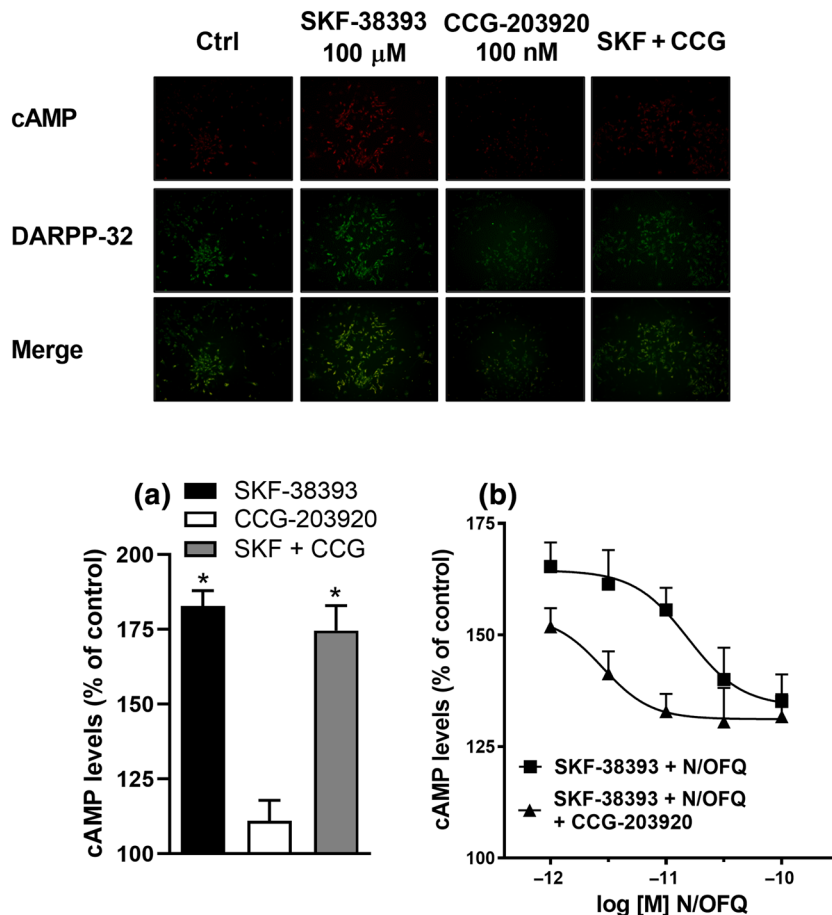 Ctrl
SKF-38393
100 μM
CCG-203920
100 nM
SKF + CCG
cAMP
DARPP-32
Merge
(a)
SKF-38393
CCG-203920
SKF + CCG
cAMP levels (% of control)
200
175
150
125
100
*
*
(b)
cAMP levels (% of control)
175
150
125
100
SKF-38393 + N/OFQ
SKF-38393 + N/OFQ
+ CCG-203920
–12
–11
–10
log [M] N/OFQ